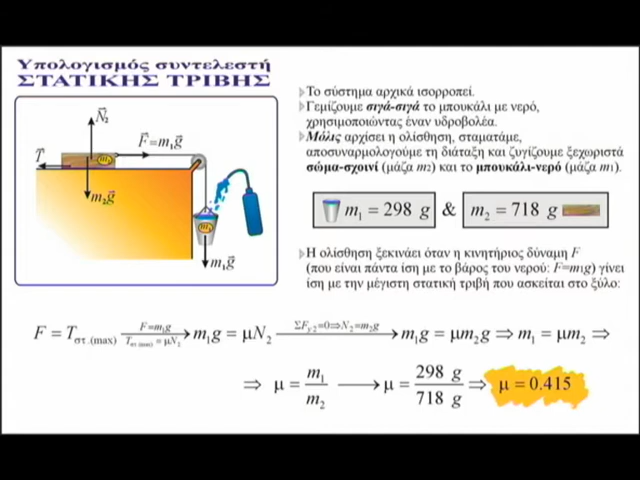 Υπολογισμός συντελεστή
ΣΤΑΤΙΚΗΣ ΤΡΙΒΗΣ
Το σύστημα αρχικά ισορροπεί.
Γεμίζουμε σιγά-σιγά το μπουκάλι με νερό,
χρησιμοποιώντας έναν υδροβολέα.
Μόλις αρχίσει η ολίσθηση, σταματάμε,
αποσυναρμολογούμε τη διάταξη και ζυγίζουμε ξεχωριστά
σώμα-σχοινί (μάζα m₂) και το μπουκάλι-νερό (μάζα m₁).
N⃗₂
F⃗=m₁g⃗
T⃗
m₂
m₂g⃗
m₁
m₁g⃗
m₁ = 298 g & m₂ = 718 g
Η ολίσθηση ξεκινάει όταν η κινητήριος δύναμη F
(που είναι πάντα ίση με το βάρος του νερού: F=m₁g) γίνει
ίση με την μέγιστη στατική τριβή που ασκείται στο ξύλο:
F = Tστ.(max) F=m₁g Tστ.(max)=μN₂ → m₁g = μN₂ ΣFy2=0⇒N₂=m₂g → m₁g = μm₂g ⇒ m₁ = μm₂ ⇒
⇒ μ = m₁/m₂ → μ = 298 g/718 g ⇒ μ = 0.415